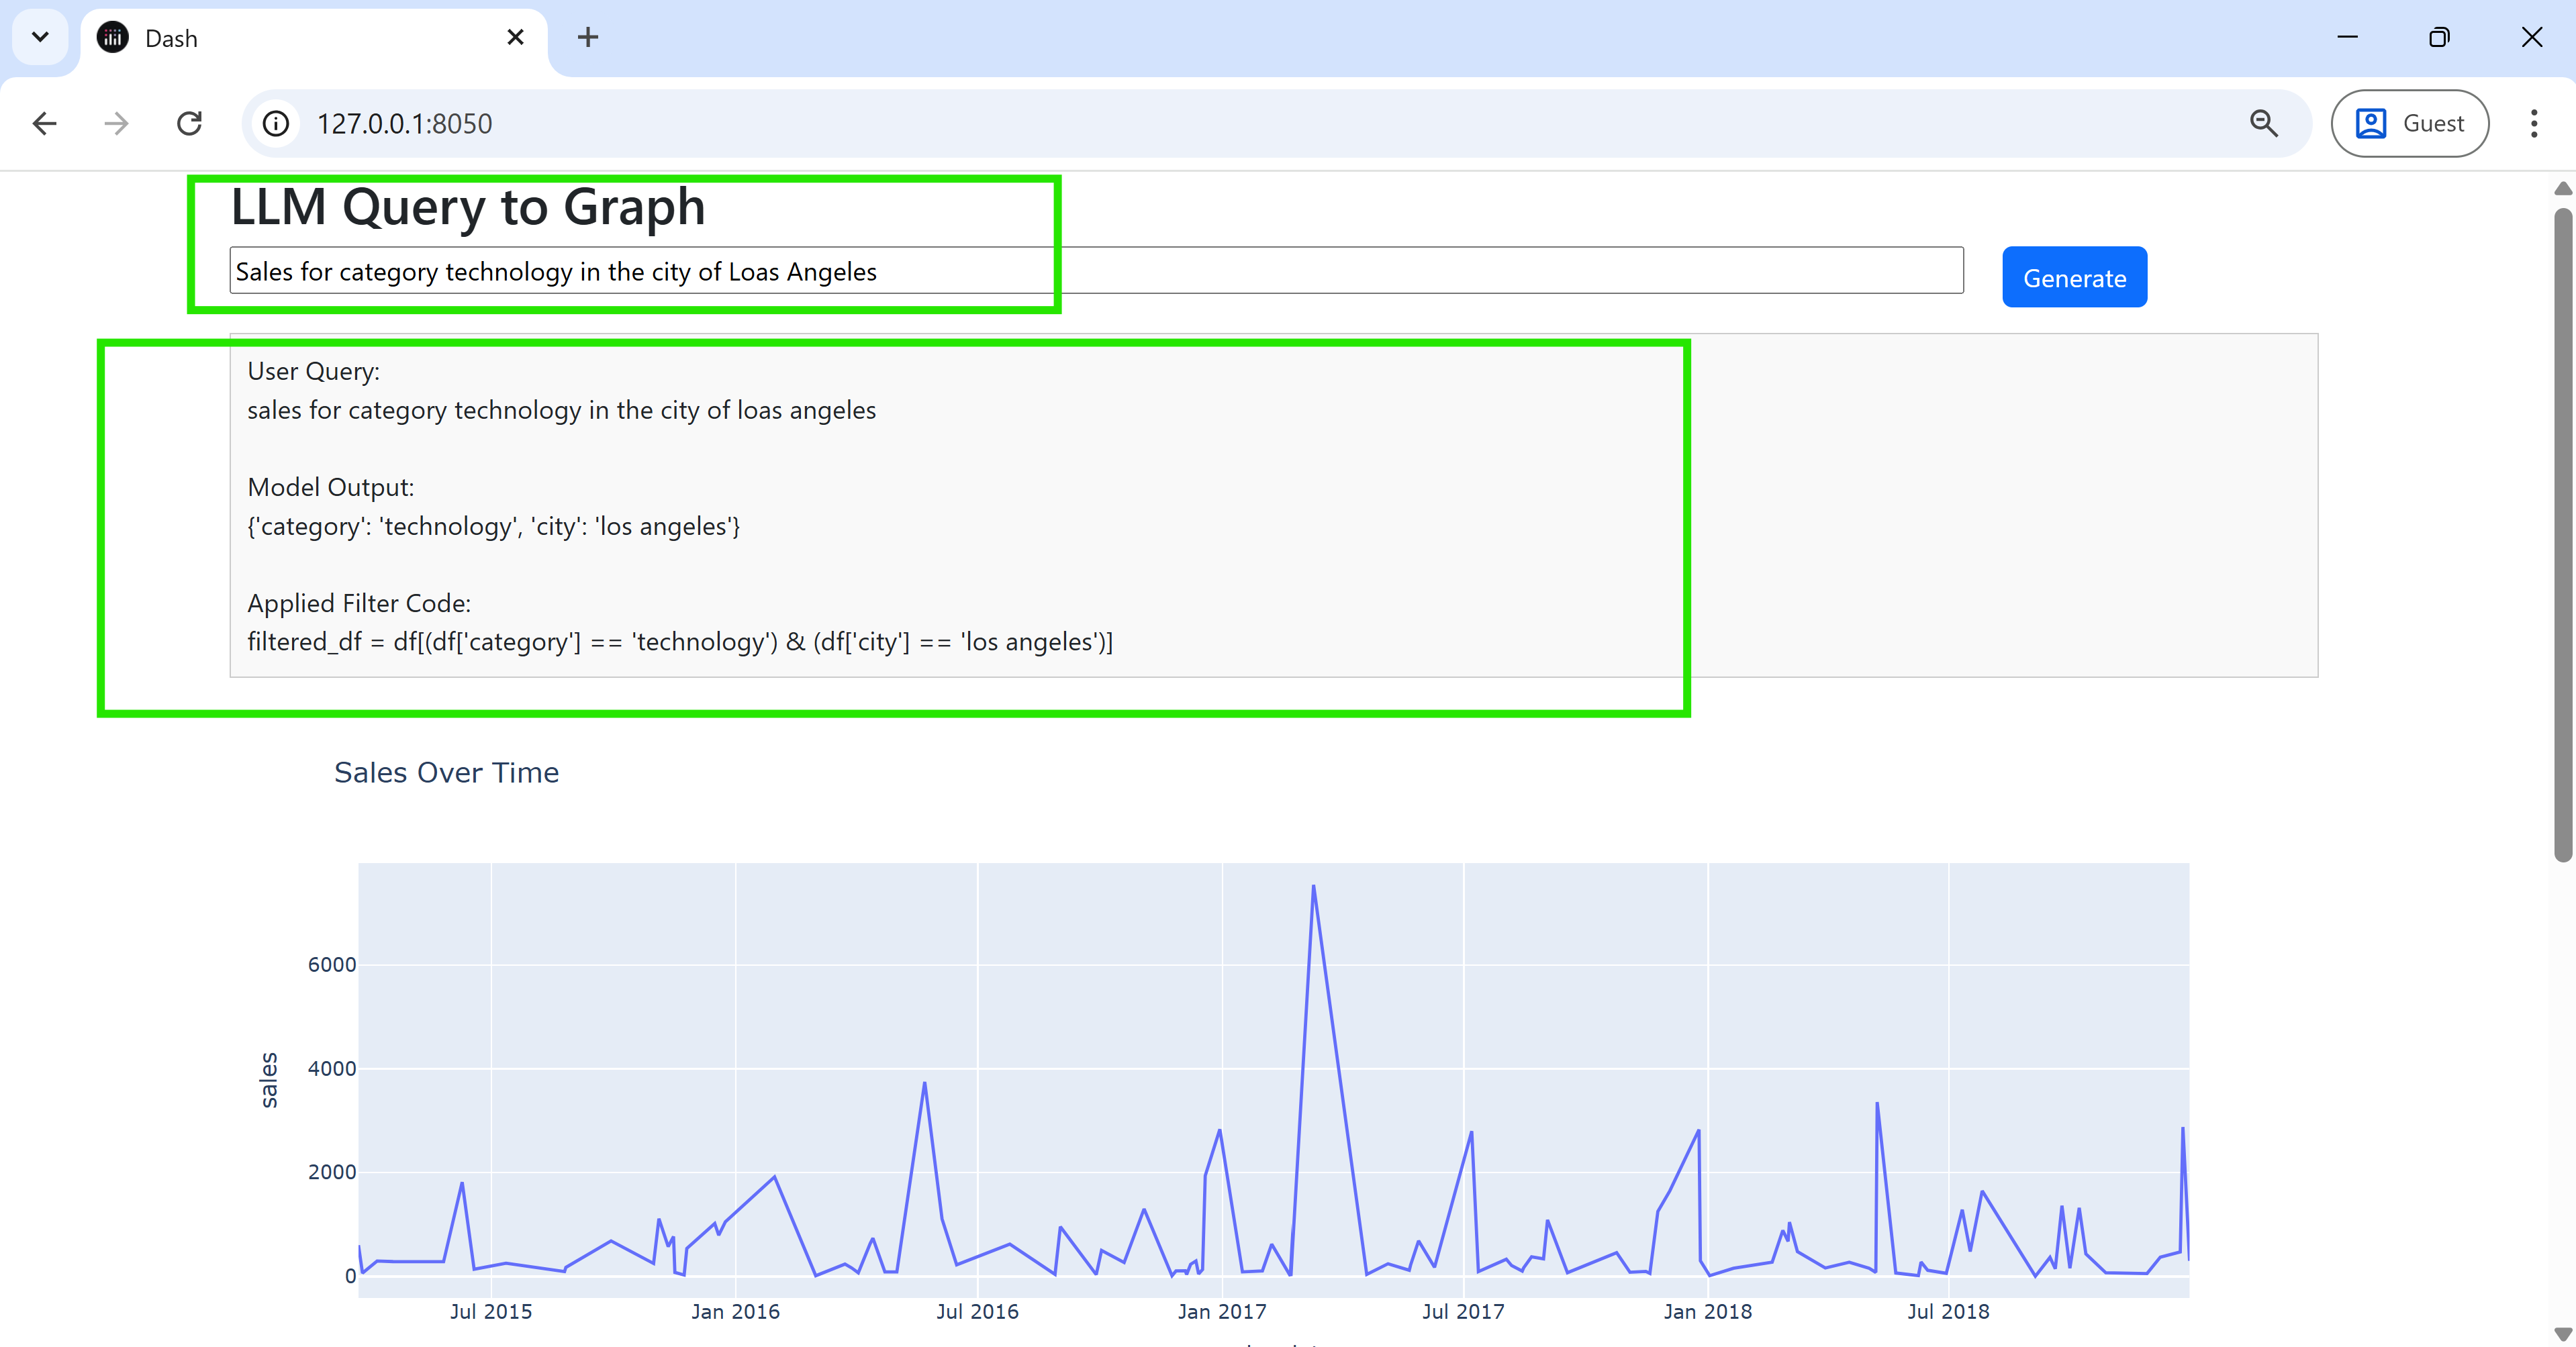 Dash
127.0.0.1:8050
Guest
LLM Query to Graph
Sales for category technology in the city of Loas Angeles
Generate
User Query:
sales for category technology in the city of loas angeles
Model Output:
{'category': 'technology', 'city': 'los angeles'}
Applied Filter Code:
filtered_df = df[(df['category'] == 'technology') & (df['city'] == 'los angeles')]
Sales Over Time
6000
4000
2000
0
sales
Jul 2015
Jan 2016
Jul 2016
Jan 2017
Jul 2017
Jan 2018
Jul 2018